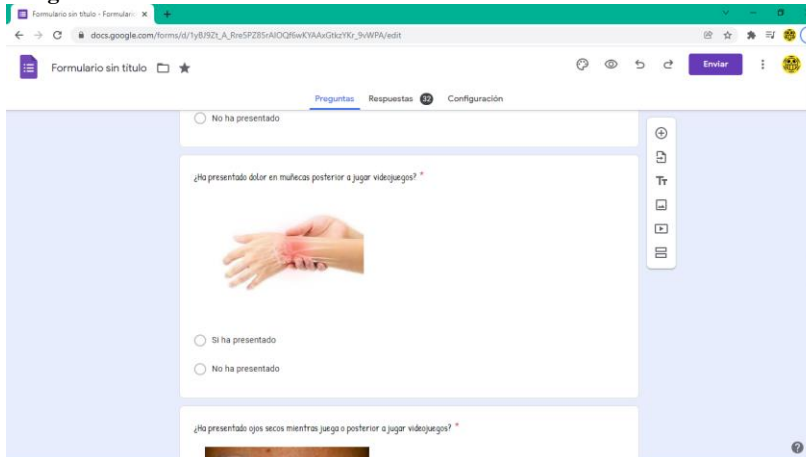 Formulario sin título - Formulari
docs.google.com/forms/d/1yBJ9Zt_A_Rre5PZ85rAIOQf6wKYAAxGtkzYKr_9vWPA/edit
Formulario sin título
Enviar
Preguntas Respuestas 32 Configuración
No ha presentado
¿Ha presentado dolor en muñecas posterior a jugar videojuegos? *
Si ha presentado
No ha presentado
¿Ha presentado ojos secos mientras juega o posterior a jugar videojuegos? *